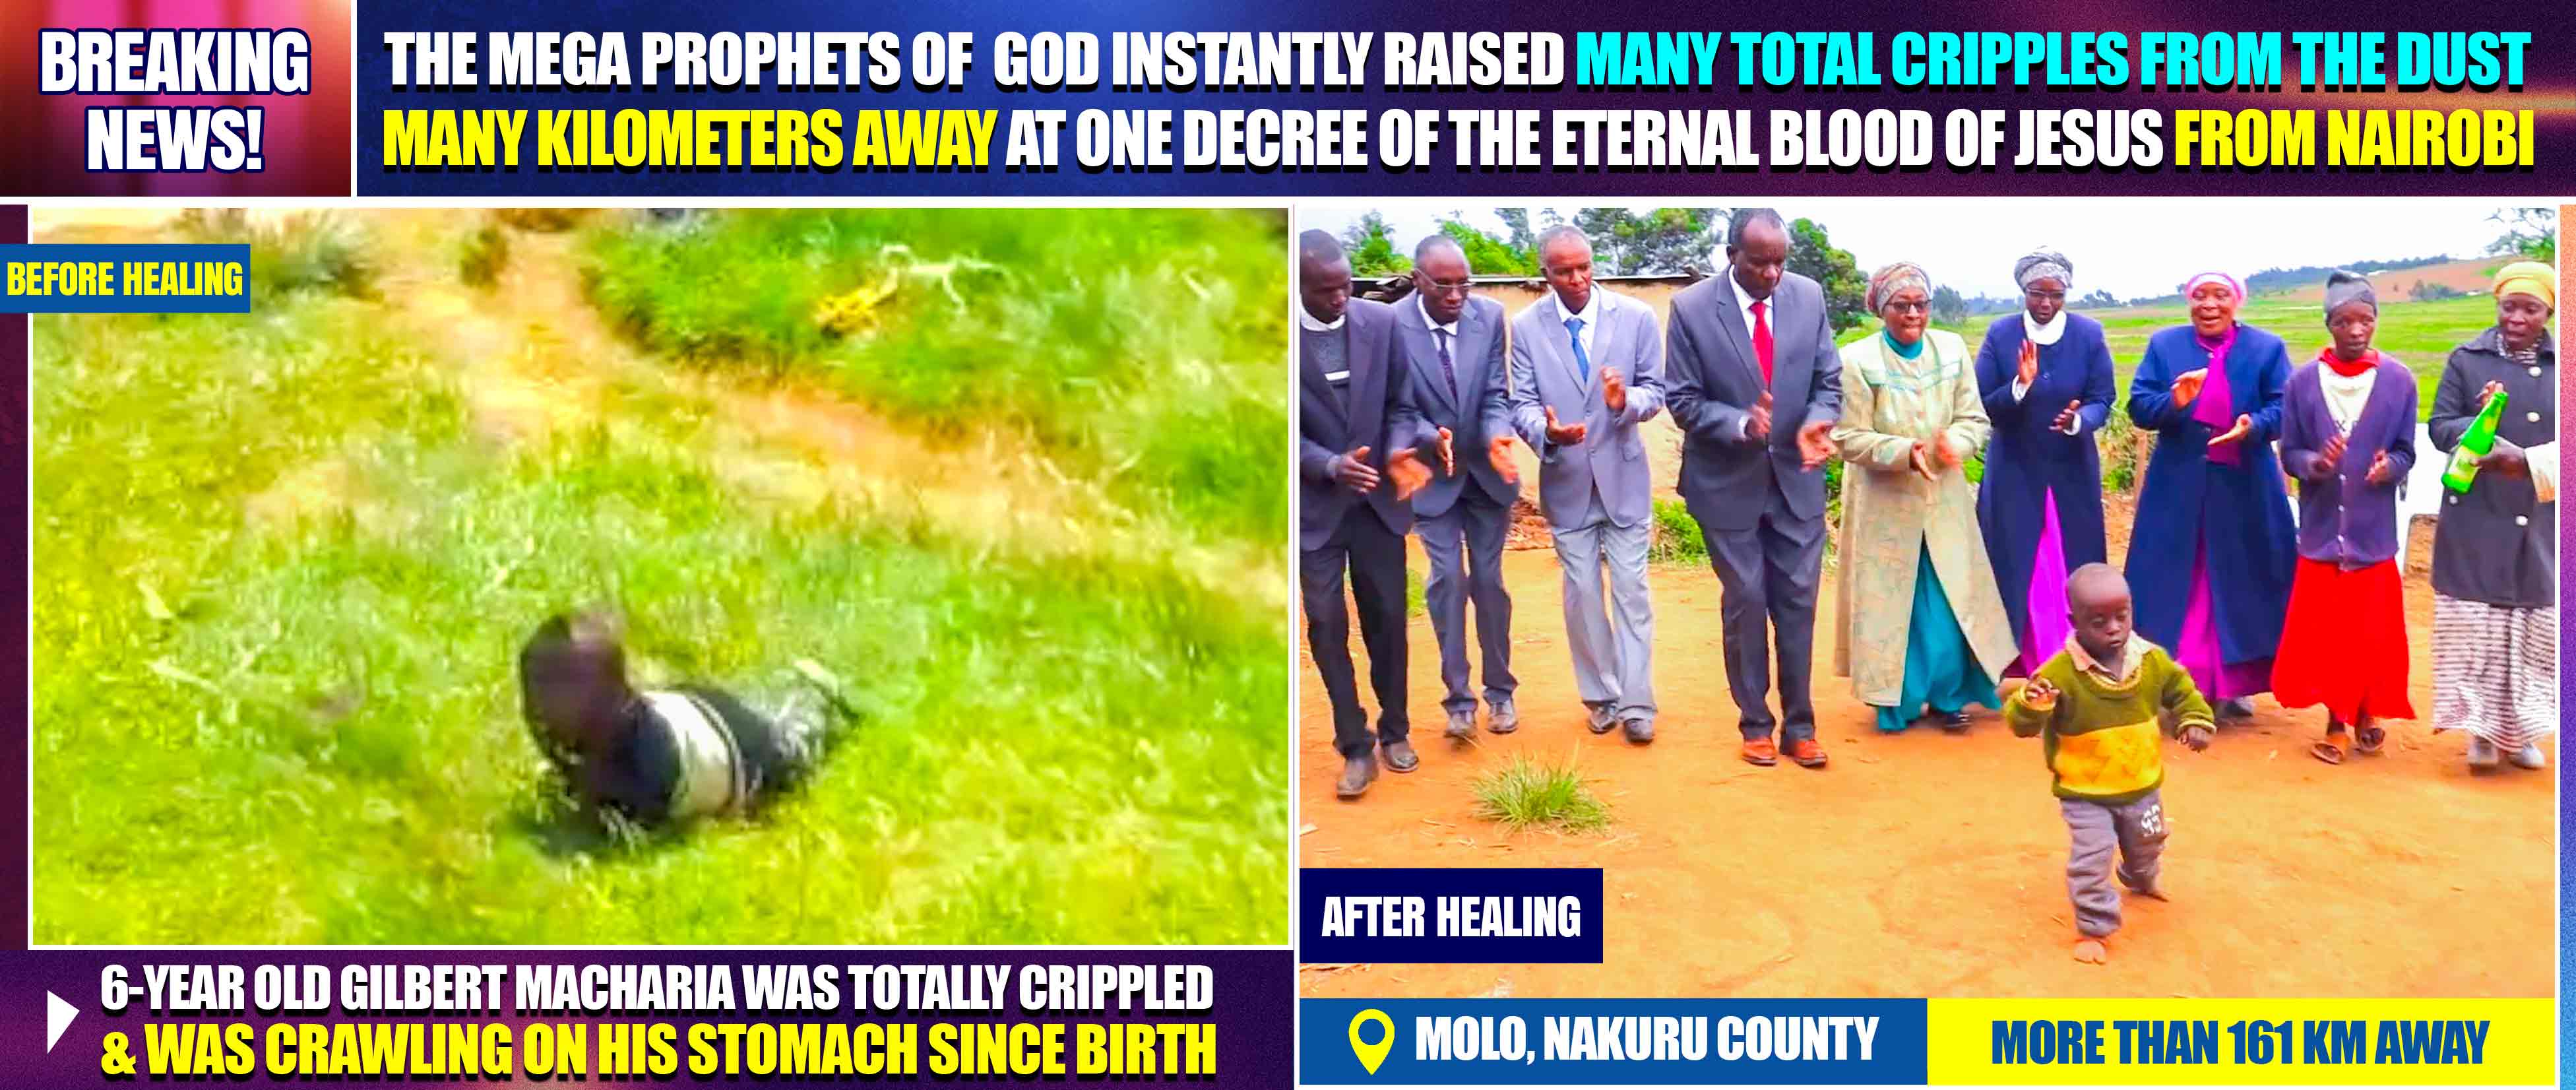 BREAKING
NEWS!
THE MEGA PROPHETS OF GOD INSTANTLY RAISED MANY TOTAL CRIPPLES FROM THE DUST
MANY KILOMETERS AWAY AT ONE DECREE OF THE ETERNAL BLOOD OF JESUS FROM NAIROBI
BEFORE HEALING
6-YEAR OLD GILBERT MACHARIA WAS TOTALLY CRIPPLED
& WAS CRAWLING ON HIS STOMACH SINCE BIRTH
AFTER HEALING
MOLO, NAKURU COUNTY
MORE THAN 161 KM AWAY